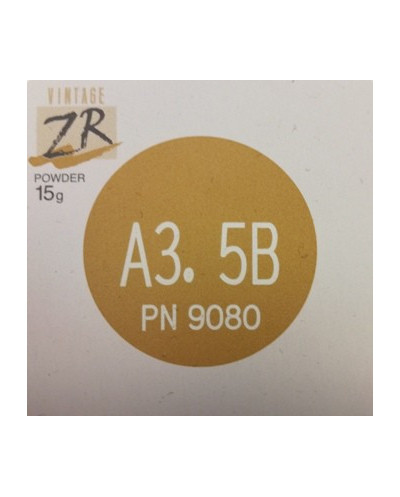 VINTAGE
ZR
POWDER
15g
A3. 5B
PN 9080